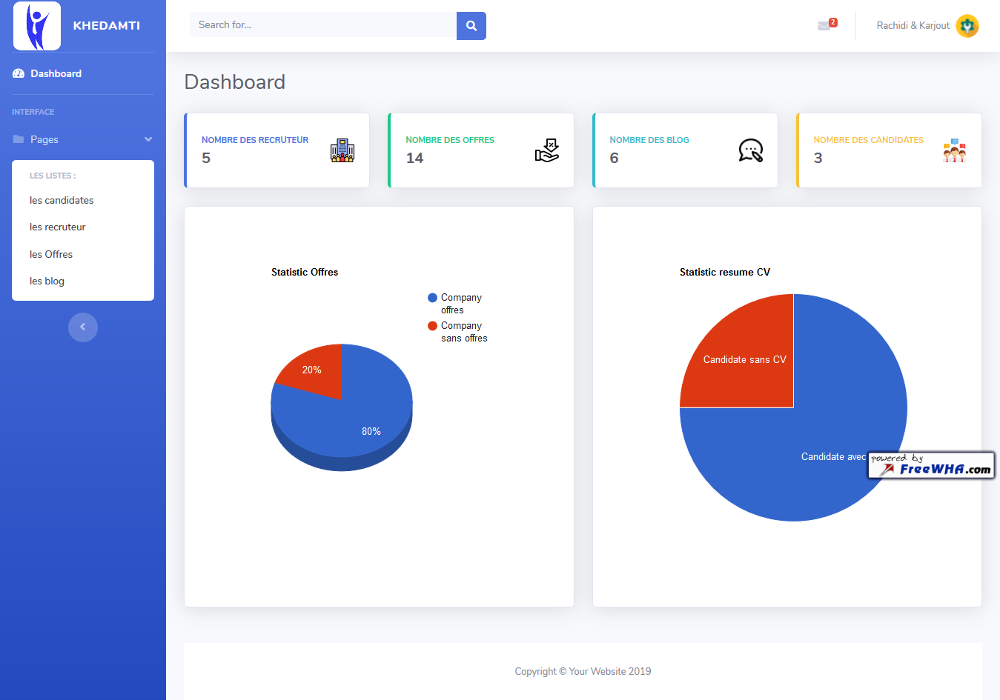 KHEDAMTI
Search for...
2
Rachidi & Karjout
Dashboard
INTERFACE
Pages
LES LISTES :
les candidates
les recruteur
les Offres
les blog
Dashboard
NOMBRE DES RECRUTEUR
5
NOMBRE DES OFFRES
14
NOMBRE DES BLOG
6
NOMBRE DES CANDIDATES
3
Statistic Offres
Company
offres
Company
sans offres
20%
80%
Statistic resume CV
Candidate sans CV
Candidate avec
powered by
FreeWHA.com
Copyright © Your Website 2019